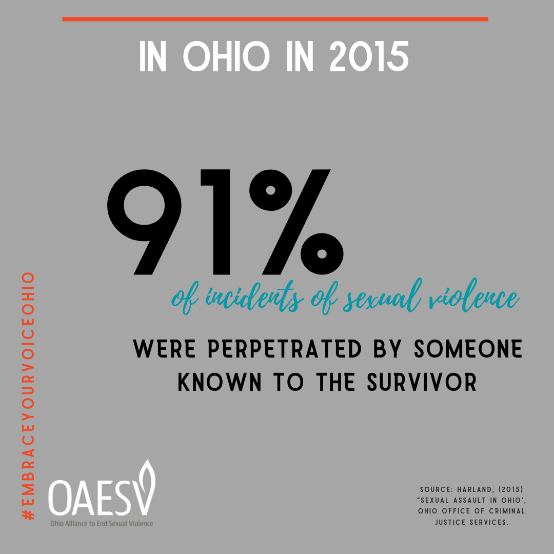 IN OHIO IN 2015
91%
of incidents of sexual violence
WERE PERPETRATED BY SOMEONE
KNOWN TO THE SURVIVOR
#EMBRACEYOURVOICEOHIO
OAESV
Ohio Alliance to End Sexual Violence
SOURCE: HARLAND, (2015)
"SEXUAL ASSAULT IN OHIO",
OHIO OFFICE OF CRIMINAL
JUSTICE SERVICES.